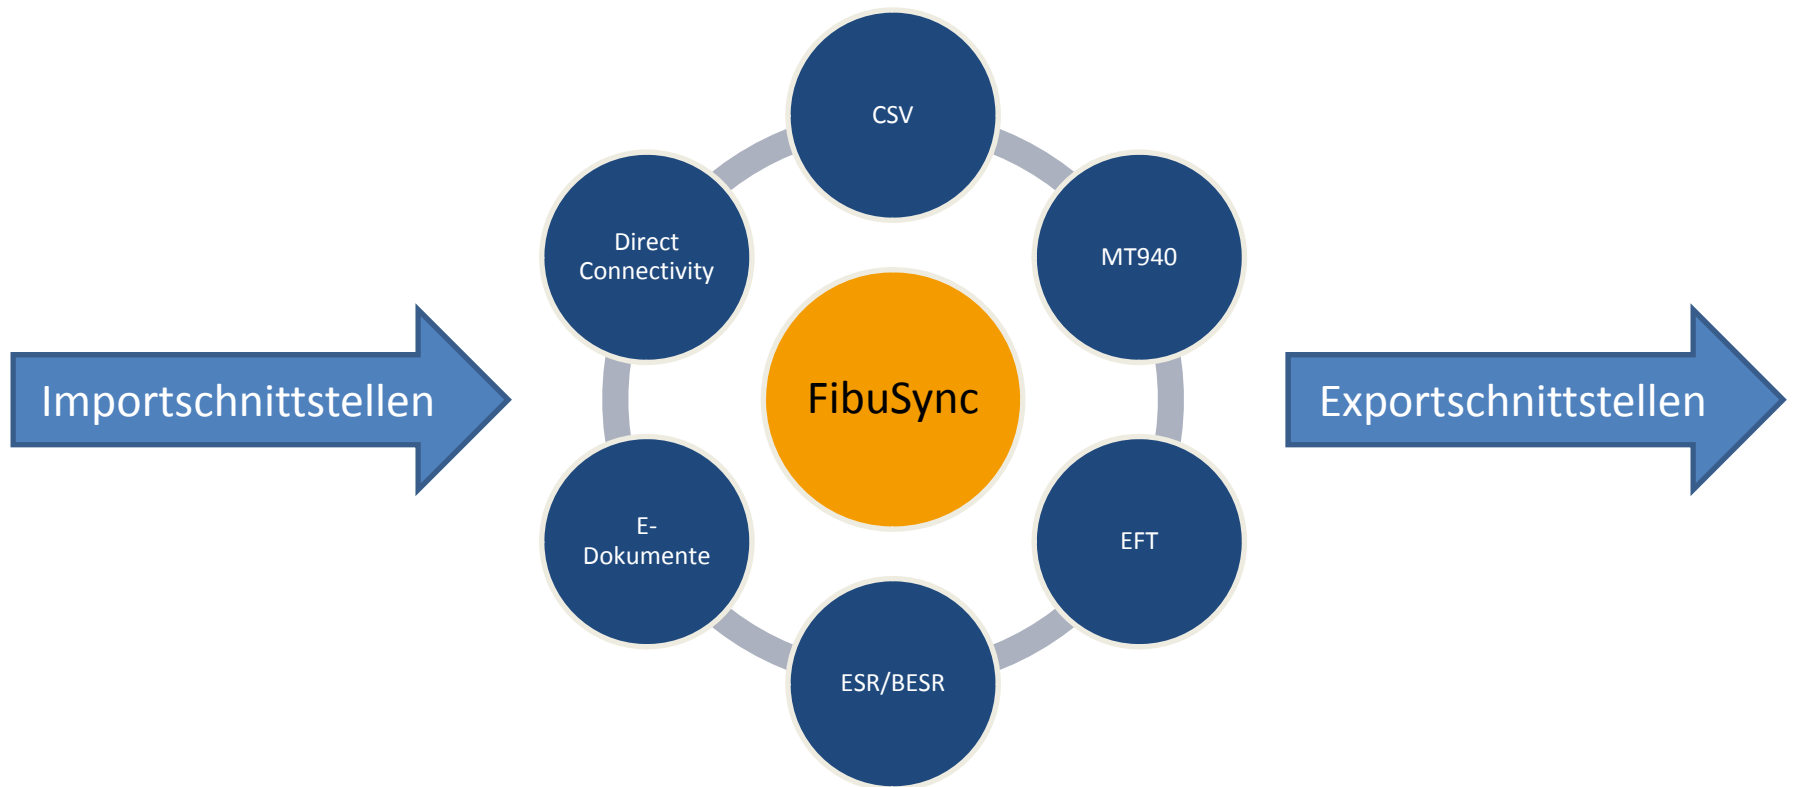 CSV
Direct
Connectivity
MT940
Importschnittstellen
FibuSync
Exportschnittstellen
E-
Dokumente
EFT
ESR/BESR